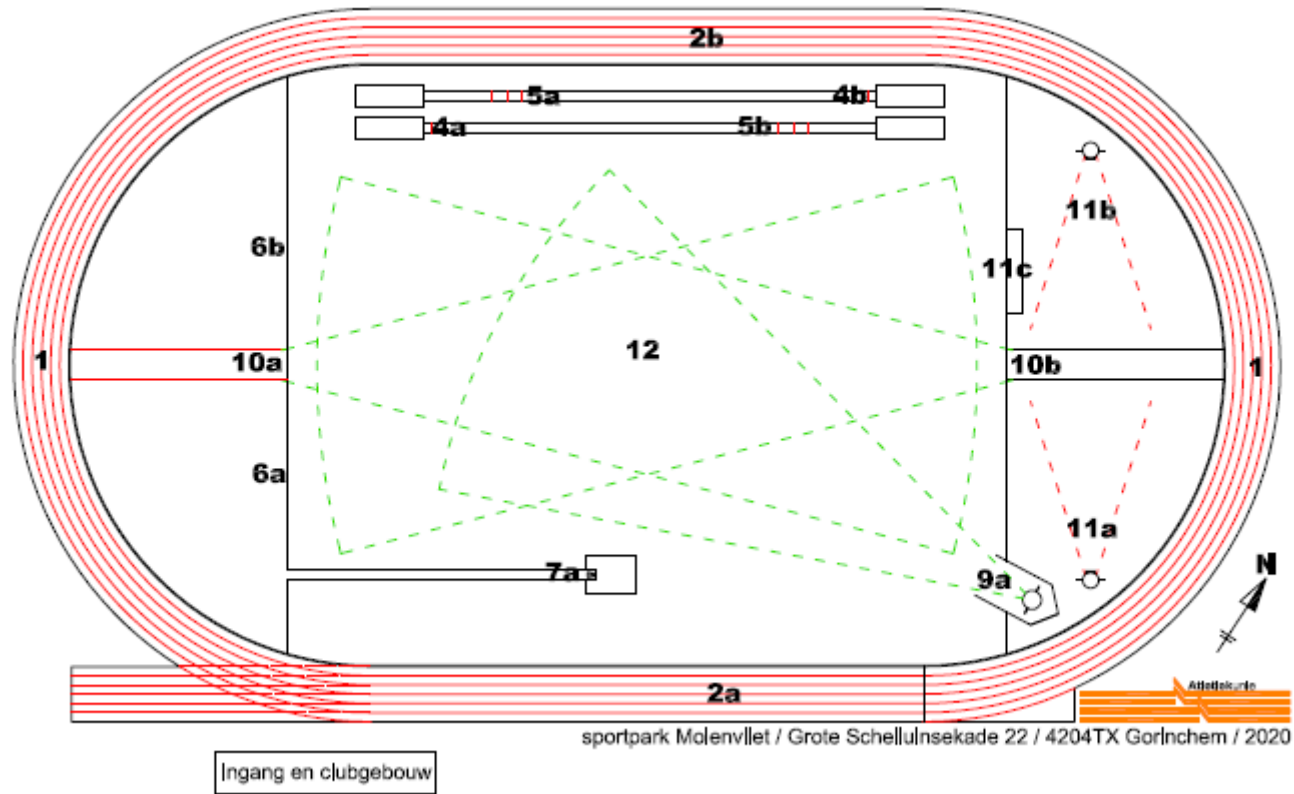 2b
5a 4b
4a 5b
11b
6b
11c
12
1 10a 10b 1
6a
11a
7a 9a
N
2a
Atletiekunie
sportpark Molenvliet / Grote Schelluinsekade 22 / 4204TX Gorinchem / 2020
Ingang en clubgebouw